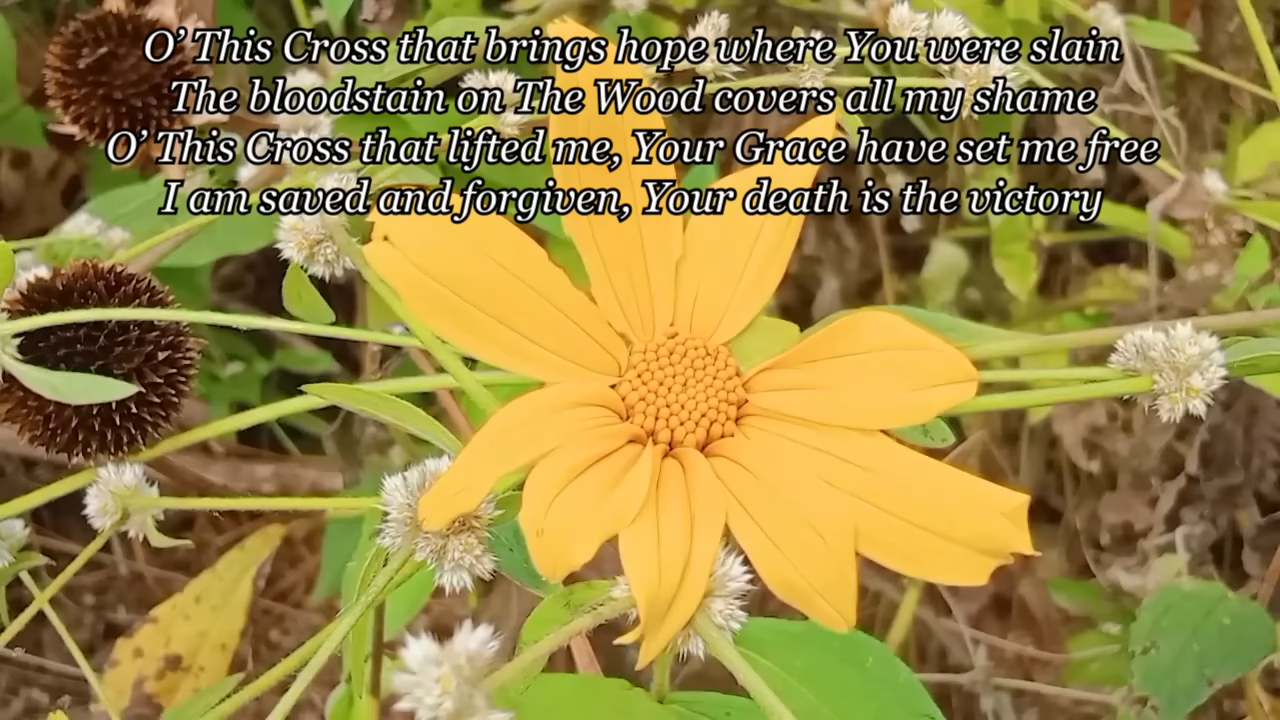 O’ This Cross that brings hope where You were slain
The bloodstain on The Wood covers all my shame
O’ This Cross that lifted me, Your Grace have set me free
I am saved and forgiven, Your death is the victory